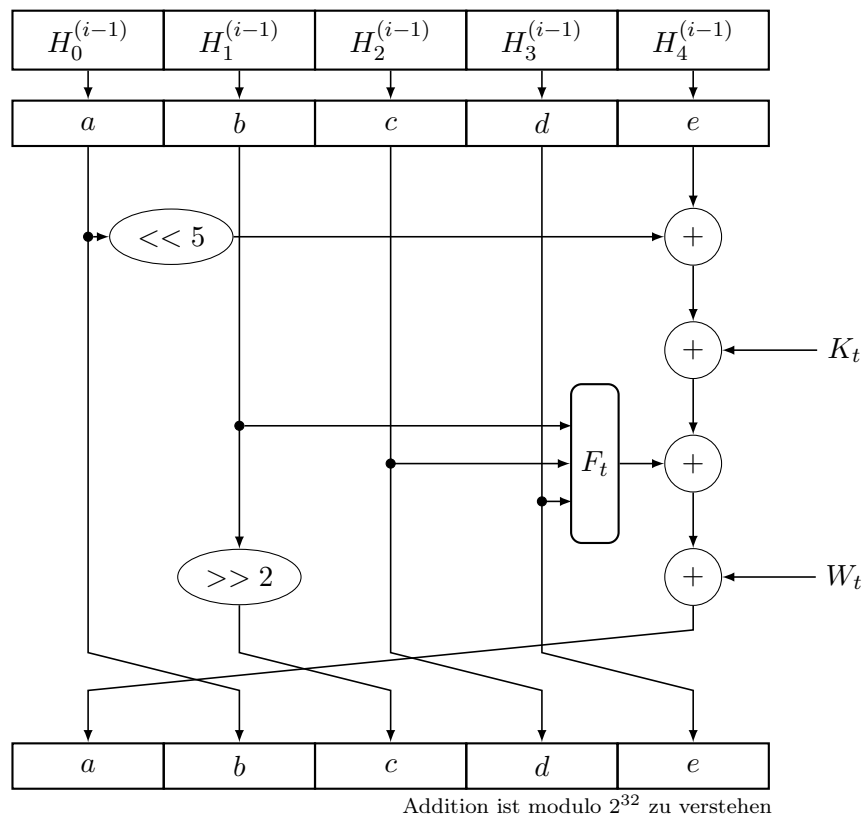 H_0^{(i−1)} H_1^{(i−1)} H_2^{(i−1)} H_3^{(i−1)} H_4^{(i−1)}
a b c d e
<< 5 +
+ K_t
F_t +
>> 2 + W_t
a b c d e
Addition ist modulo 2^{32} zu verstehen